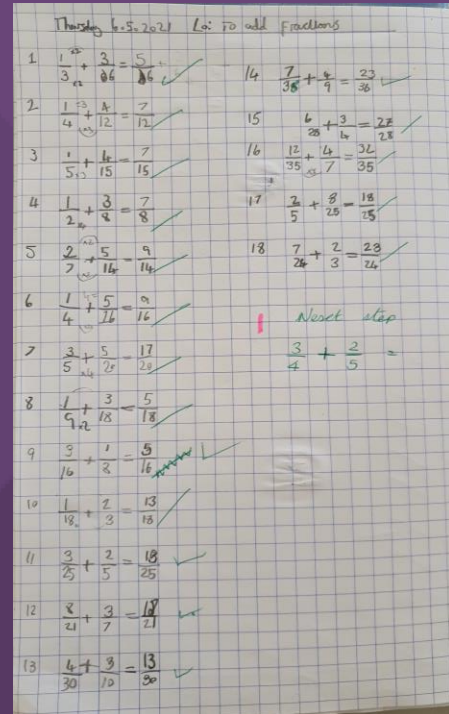 Thursday 6.5.2021 Lo: To add fractions
1 1/3 + 3/6 = 5/6
2 1/4 + 4/12 = 7/12
3 1/5 + 4/15 = 7/15
4 1/2 + 3/8 = 7/8
5 2/7 + 5/14 = 9/14
6 1/4 + 5/16 = 9/16
7 3/5 + 5/20 = 17/20
8 1/9 + 3/18 = 5/18
9 3/16 + 1/8 = 5/16
10 1/18 + 2/3 = 13/18
11 3/25 + 2/5 = 13/25
12 8/21 + 3/7 = /21
13 4/30 + 3/10 = 13/30
14 7/36 + 4/9 = 23/36
15 6/28 + 3/4 = 27/28
16 12/35 + 4/7 = 32/35
17 2/5 + 8/25 = 18/25
18 7/24 + 2/3 = 23/24
Next step
3/4 + 2/5 =